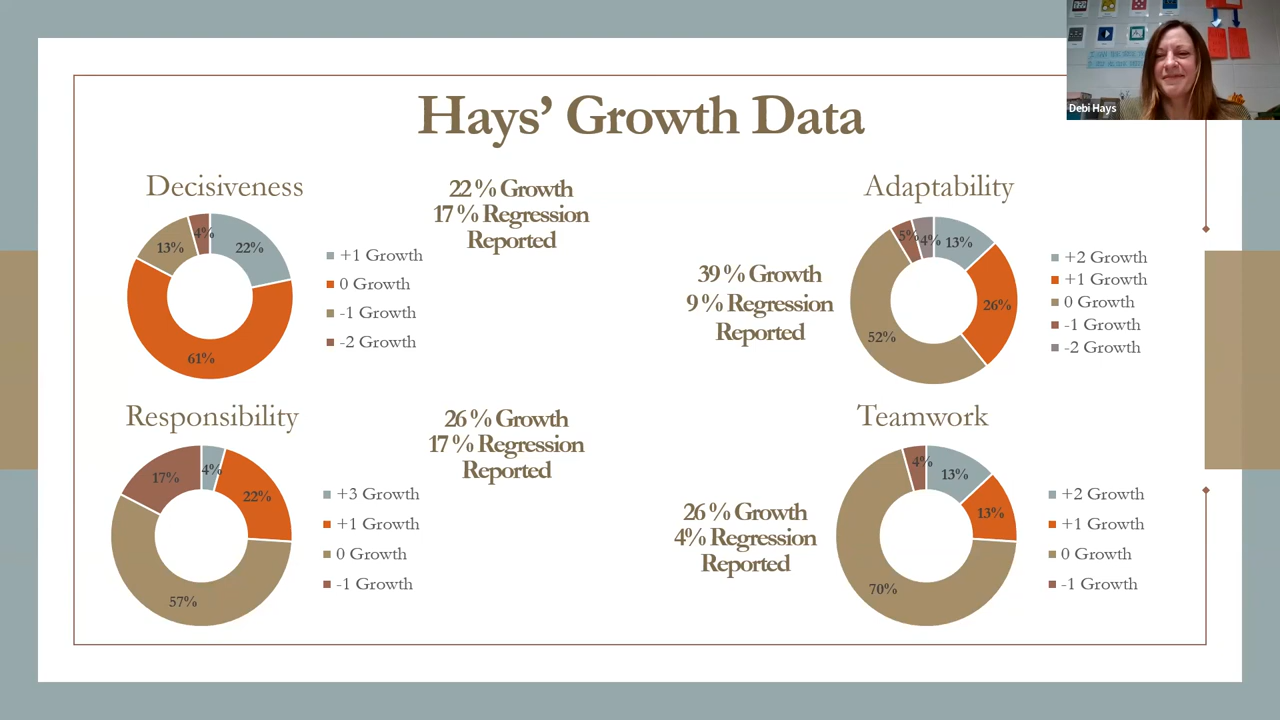 Debi Hays
Hays’ Growth Data
Decisiveness
22%
61%
13%
4%
+1 Growth
0 Growth
-1 Growth
-2 Growth
22 % Growth
17 % Regression
Reported
Adaptability
13%
26%
52%
5%
4%
+2 Growth
+1 Growth
0 Growth
-1 Growth
-2 Growth
39 % Growth
9 % Regression
Reported
Responsibility
4%
22%
57%
17%
+3 Growth
+1 Growth
0 Growth
-1 Growth
26 % Growth
17 % Regression
Reported
Teamwork
13%
13%
70%
4%
+2 Growth
+1 Growth
0 Growth
-1 Growth
26 % Growth
4% Regression
Reported